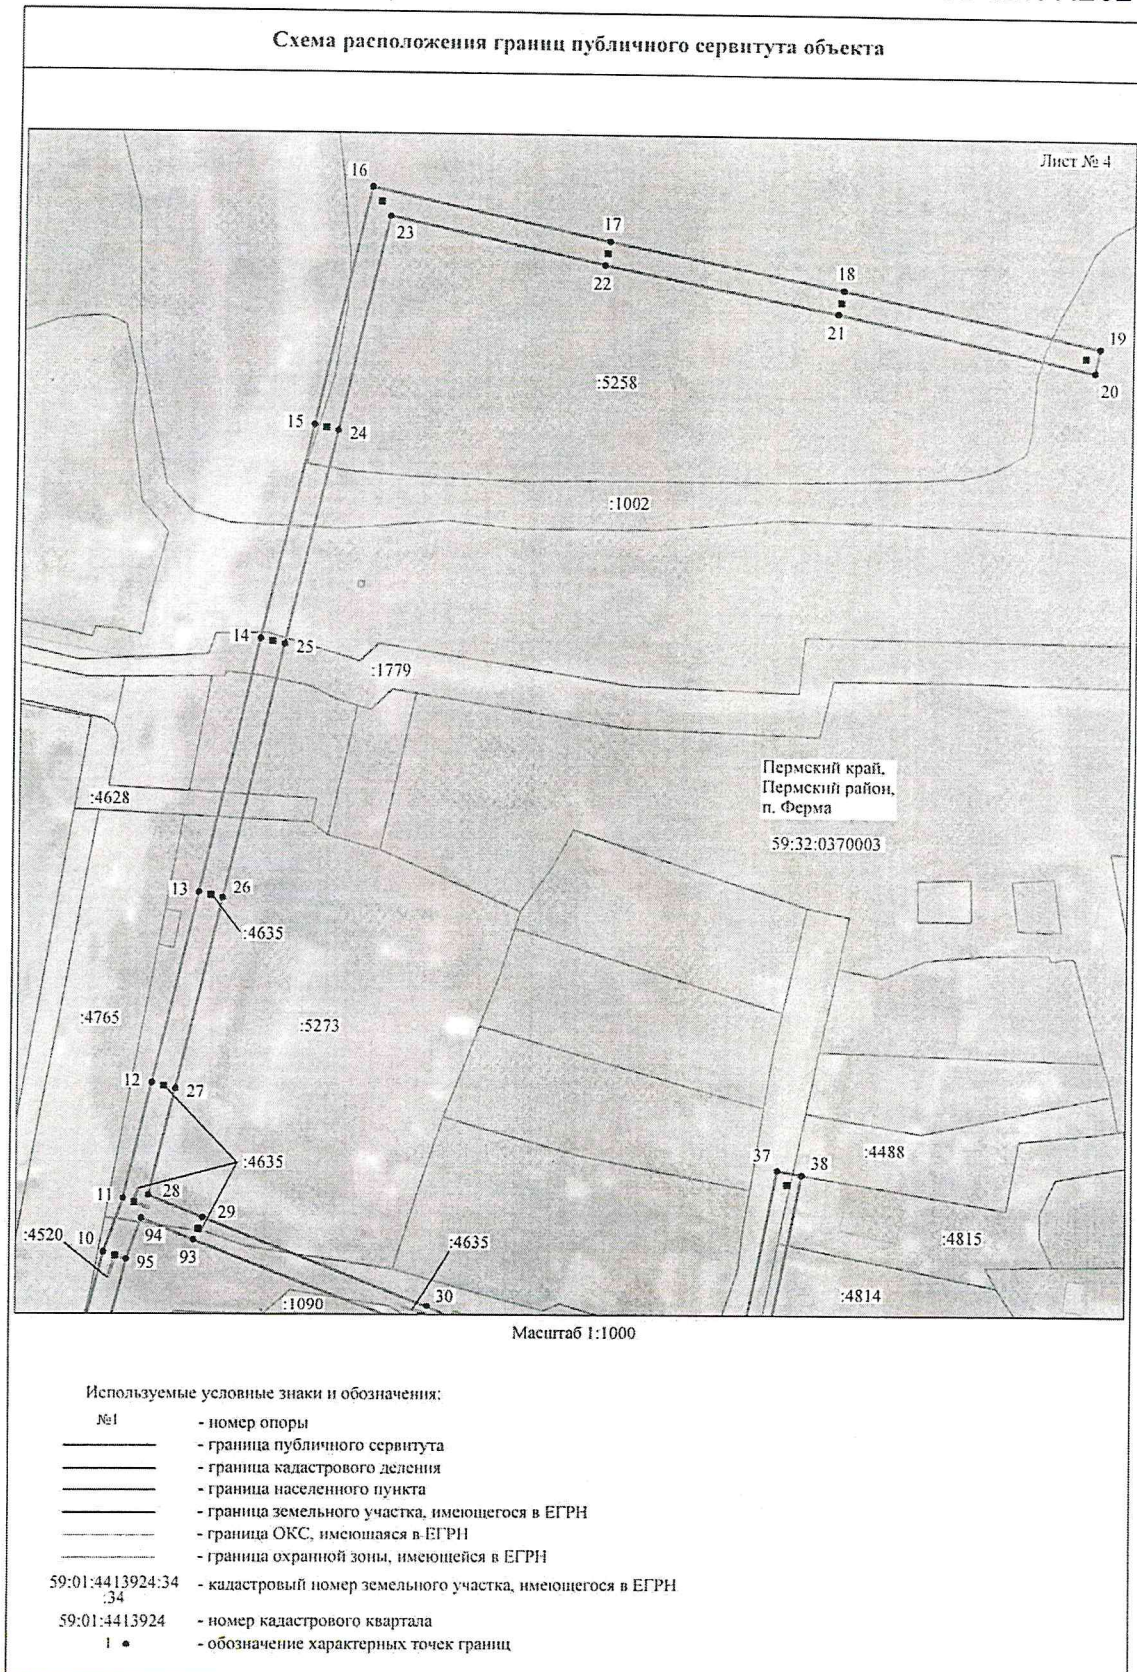 Схема расположения границ публичного сервитута объекта
Лист № 4
16
23
17
22
18
21
19
20
:5258
15
24
:1002
14
25
:1779
Пермский край,
Пермский район,
п. Ферма
59:32:0370003
:4628
13
26
:4635
:4765
:5273
12
27
:4635
37
38
:4488
11
28
29
94
:4520
10
95
93
:4635
:4815
30
:1090
:4814
Масштаб 1:1000
Используемые условные знаки и обозначения:
№1 - номер опоры
- граница публичного сервитута
- граница кадастрового деления
- граница населенного пункта
- граница земельного участка, имеющегося в ЕГРН
- граница ОКС, имеющаяся в ЕГРН
- граница охранной зоны, имеющейся в ЕГРН
59:01:4413924:34 - кадастровый номер земельного участка, имеющегося в ЕГРН
:34
59:01:4413924 - номер кадастрового квартала
1 - обозначение характерных точек границ